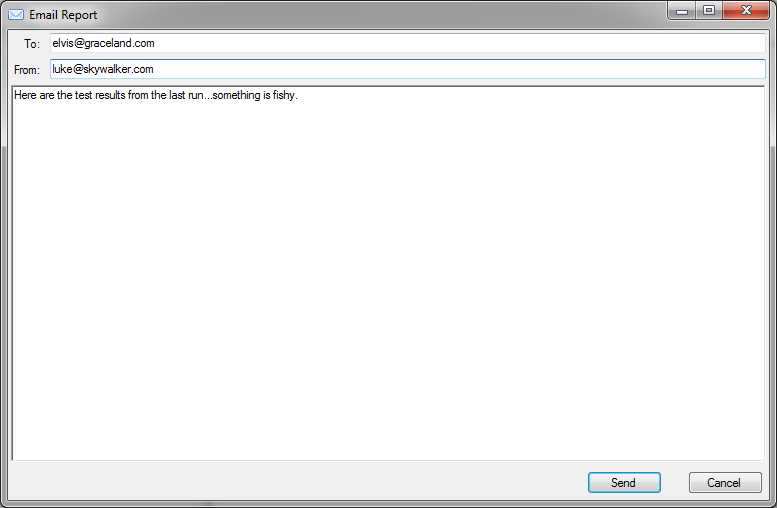 Email Report
To: elvis@graceland.com
From: luke@skywalker.com
Here are the test results from the last run...something is fishy.
Send Cancel